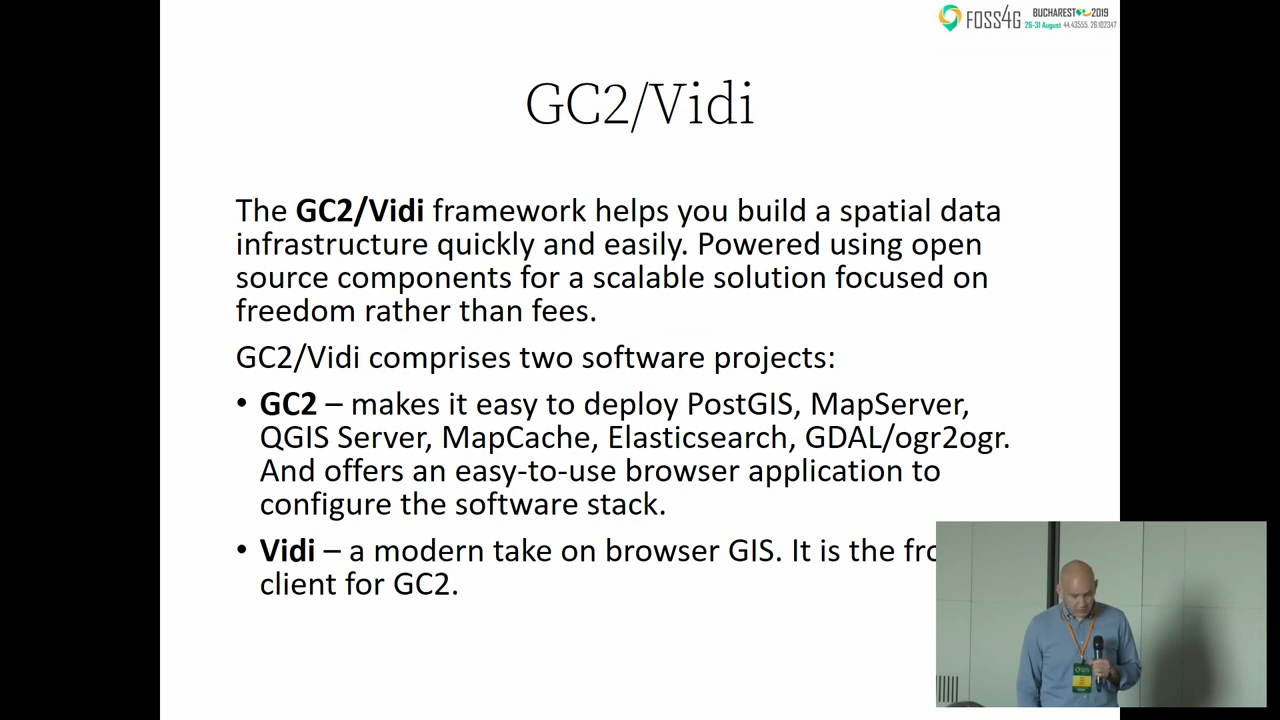 FOSS4G BUCHAREST 2019
26-31 August 44.43555, 26.102347
GC2/Vidi
The GC2/Vidi framework helps you build a spatial data
infrastructure quickly and easily. Powered using open
source components for a scalable solution focused on
freedom rather than fees.
GC2/Vidi comprises two software projects:
• GC2 – makes it easy to deploy PostGIS, MapServer,
QGIS Server, MapCache, Elasticsearch, GDAL/ogr2ogr.
And offers an easy-to-use browser application to
configure the software stack.
• Vidi – a modern take on browser GIS. It is the
client for GC2.